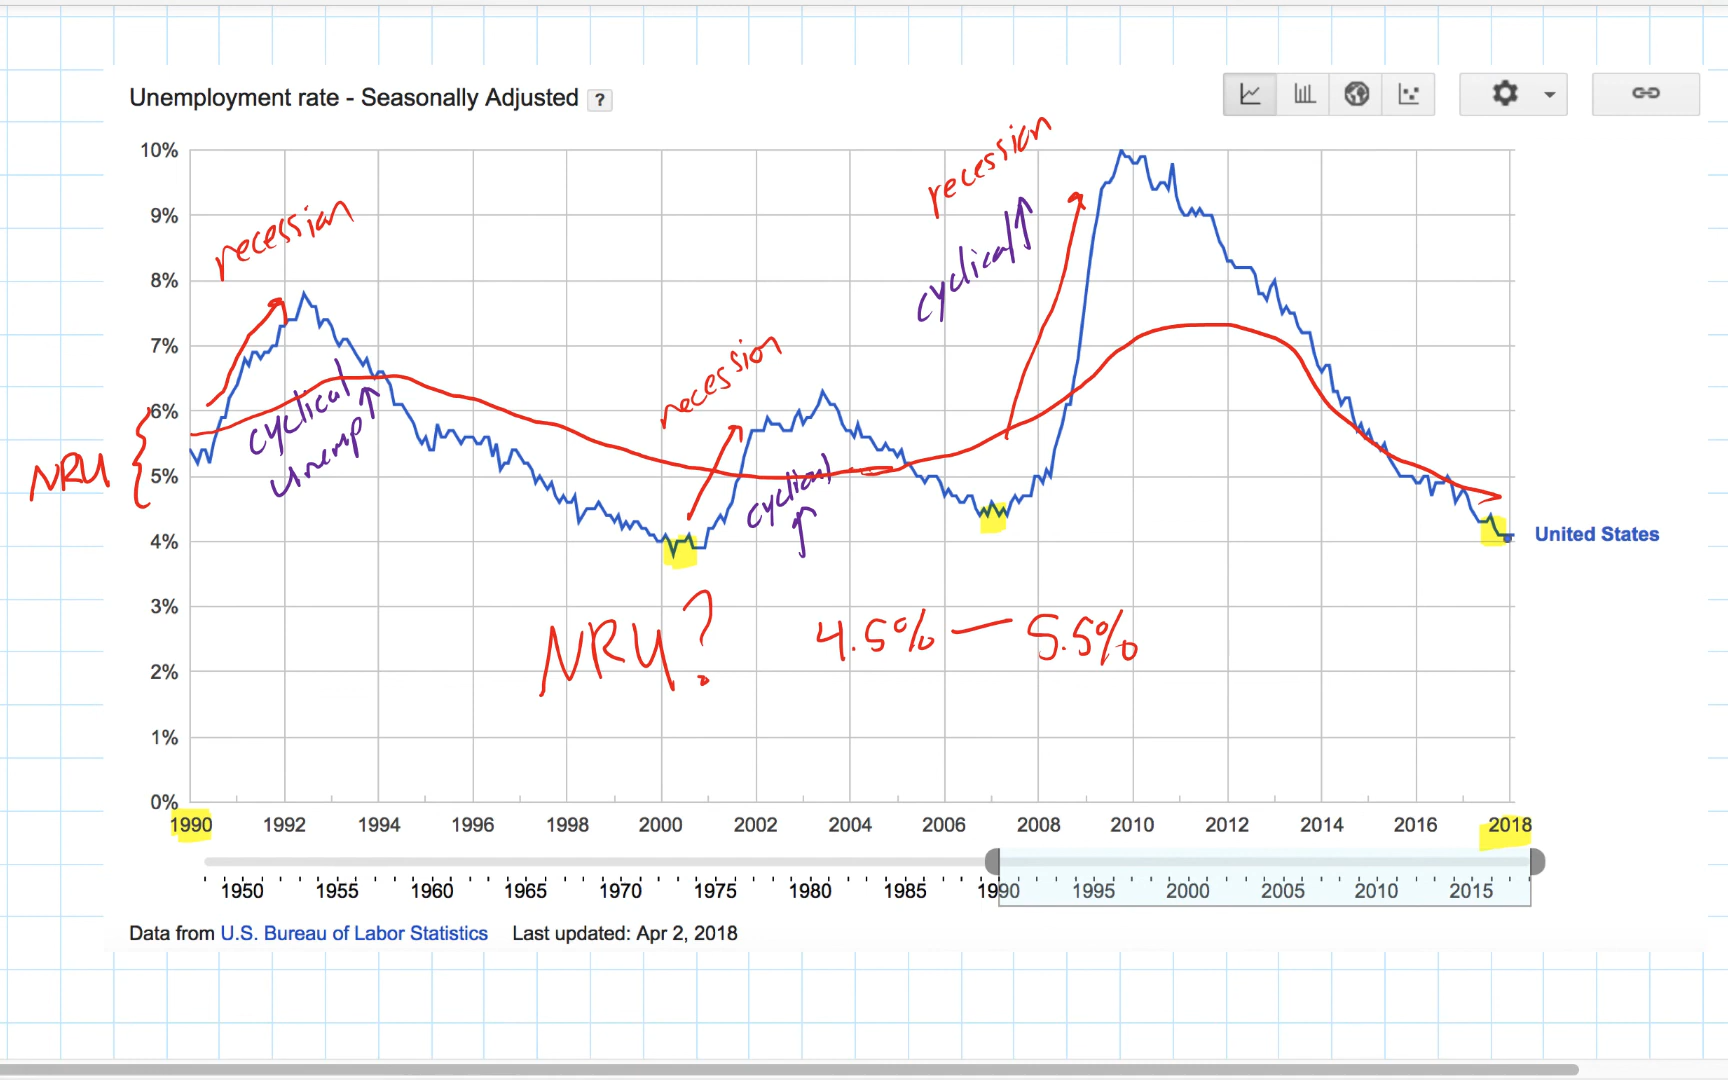 Unemployment rate - Seasonally Adjusted ?
10%
9%
8%
7%
6%
5%
4%
3%
2%
1%
0%
recession
recession
recession
cyclical↑
cyclical
unemp↑
cyclical
↑
NRU {
NRU?
4.5% — 5.5%
United States
1990 1992 1994 1996 1998 2000 2002 2004 2006 2008 2010 2012 2014 2016 2018
1950 1955 1960 1965 1970 1975 1980 1985 1990 1995 2000 2005 2010 2015
Data from U.S. Bureau of Labor Statistics Last updated: Apr 2, 2018